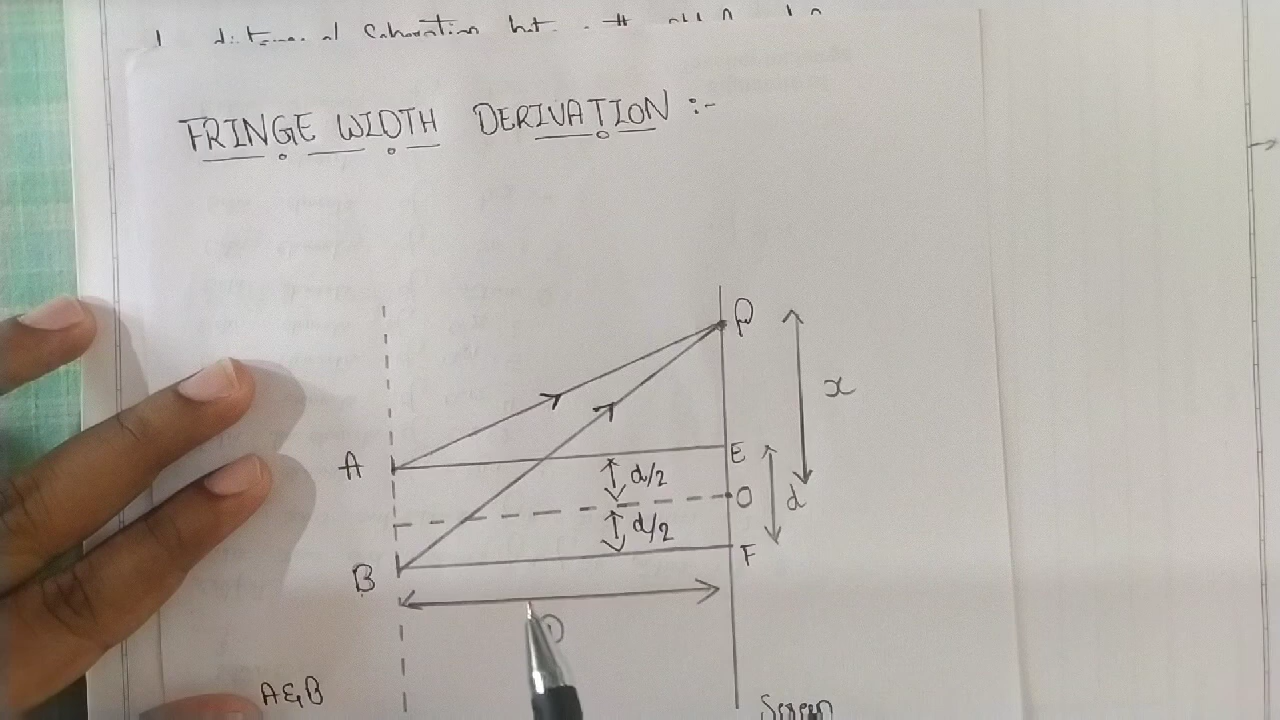 FRINGE WIDTH DERIVATION :-
P
x
A
E
d/2
O
d
d/2
F
B
D
A&B
Screen